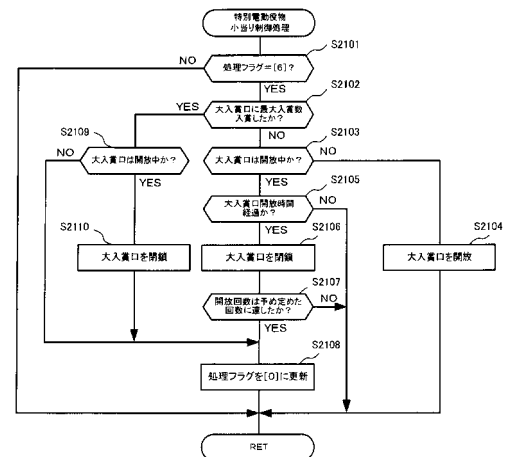 特別電動役物
小当り制御処理
S2101
NO
処理フラグ=[6]?
YES
S2102
YES
大入賞口に最大入賞数
入賞したか?
S2109
NO
S2103
NO
大入賞口は開放中か?
大入賞口は開放中か?
NO
YES
YES
S2105
大入賞口開放時間
経過か?
NO
S2110
YES
S2106
S2104
大入賞口を閉鎖
大入賞口を閉鎖
大入賞口を開放
S2107
開放回数は予め定めた
回数に達したか?
NO
YES
S2108
処理フラグを[0]に更新
RET